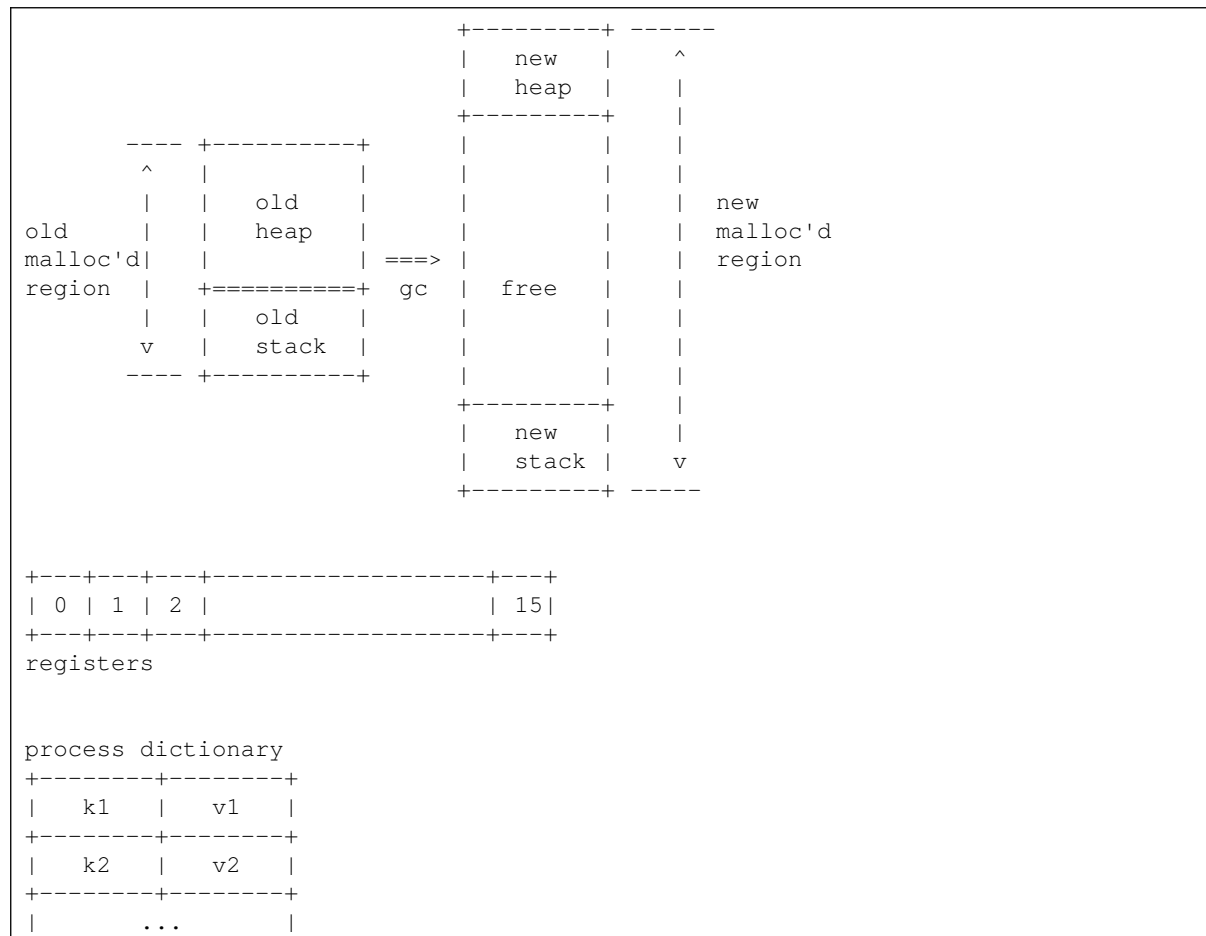 +---------+ ------
                               |   new   |    ^
                               |   heap  |    |
                               +---------+    |
       ---- +----------+       |         |    |
        ^   |          |       |         |    |
        |   |   old    |       |         |    |  new
old     |   |   heap   |       |         |    |  malloc'd
malloc'd|   |          | ===>  |         |    |  region
region  |   +==========+  gc   |  free   |    |
        |   |   old    |       |         |    |
        v   |   stack  |       |         |    |
       ---- +----------+       |         |    |
                               +---------+    |
                               |   new   |    |
                               |   stack |    v
                               +---------+ -----
+---+---+---+-------------------+---+
| 0 | 1 | 2 |                   | 15|
+---+---+---+-------------------+---+
registers
process dictionary
+--------+--------+
|   k1   |   v1   |
+--------+--------+
|   k2   |   v2   |
+--------+--------+
|       ...       |